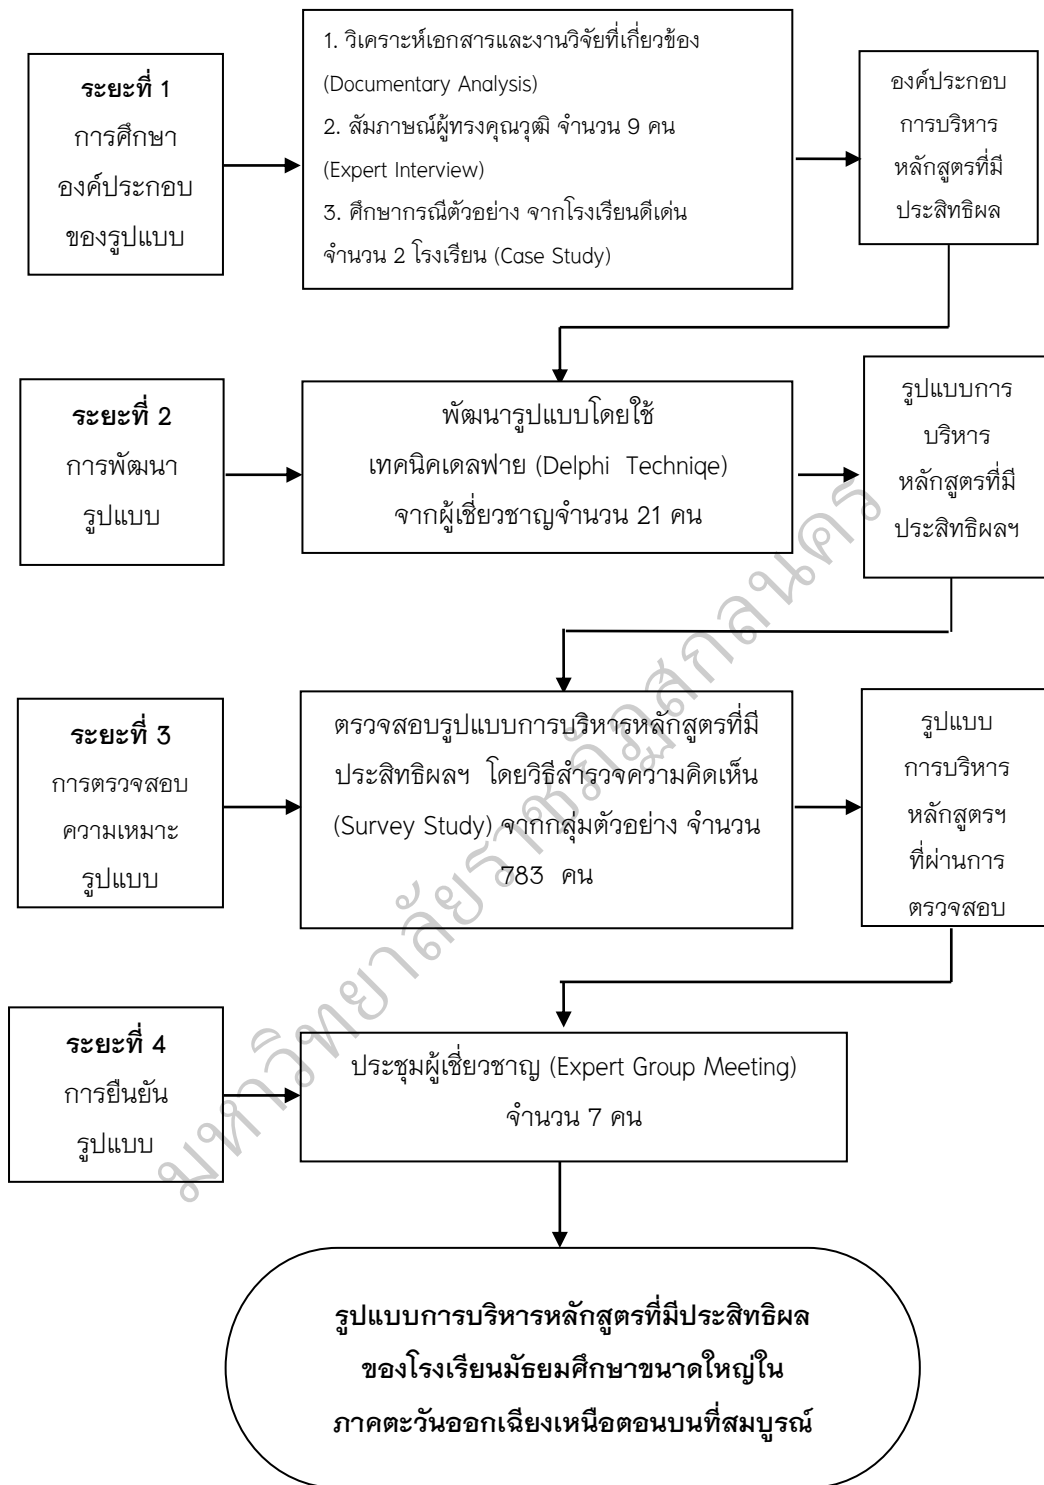 ระยะที่ 1
การศึกษา
องค์ประกอบ
ของรูปแบบ
1. วิเคราะห์เอกสารและงานวิจัยที่เกี่ยวข้อง
(Documentary Analysis)
2. สัมภาษณ์ผู้ทรงคุณวุฒิ จำนวน 9 คน
(Expert Interview)
3. ศึกษากรณีตัวอย่าง จากโรงเรียนดีเด่น
จำนวน 2 โรงเรียน (Case Study)
องค์ประกอบ
การบริหาร
หลักสูตรที่มี
ประสิทธิผล
ระยะที่ 2
การพัฒนา
รูปแบบ
พัฒนารูปแบบโดยใช้
เทคนิคเดลฟาย (Delphi Techniqe)
จากผู้เชี่ยวชาญจำนวน 21 คน
รูปแบบการ
บริหาร
หลักสูตรที่มี
ประสิทธิผลฯ
ระยะที่ 3
การตรวจสอบ
ความเหมาะ
รูปแบบ
ตรวจสอบรูปแบบการบริหารหลักสูตรที่มี
ประสิทธิผลฯ โดยวิธีสำรวจความคิดเห็น
(Survey Study) จากกลุ่มตัวอย่าง จำนวน
783 คน
รูปแบบ
การบริหาร
หลักสูตรฯ
ที่ผ่านการ
ตรวจสอบ
ระยะที่ 4
การยืนยัน
รูปแบบ
ประชุมผู้เชี่ยวชาญ (Expert Group Meeting)
จำนวน 7 คน
รูปแบบการบริหารหลักสูตรที่มีประสิทธิผล
ของโรงเรียนมัธยมศึกษาขนาดใหญ่ใน
ภาคตะวันออกเฉียงเหนือตอนบนที่สมบูรณ์
มหาวิทยาลัยราชภัฏสกลนคร